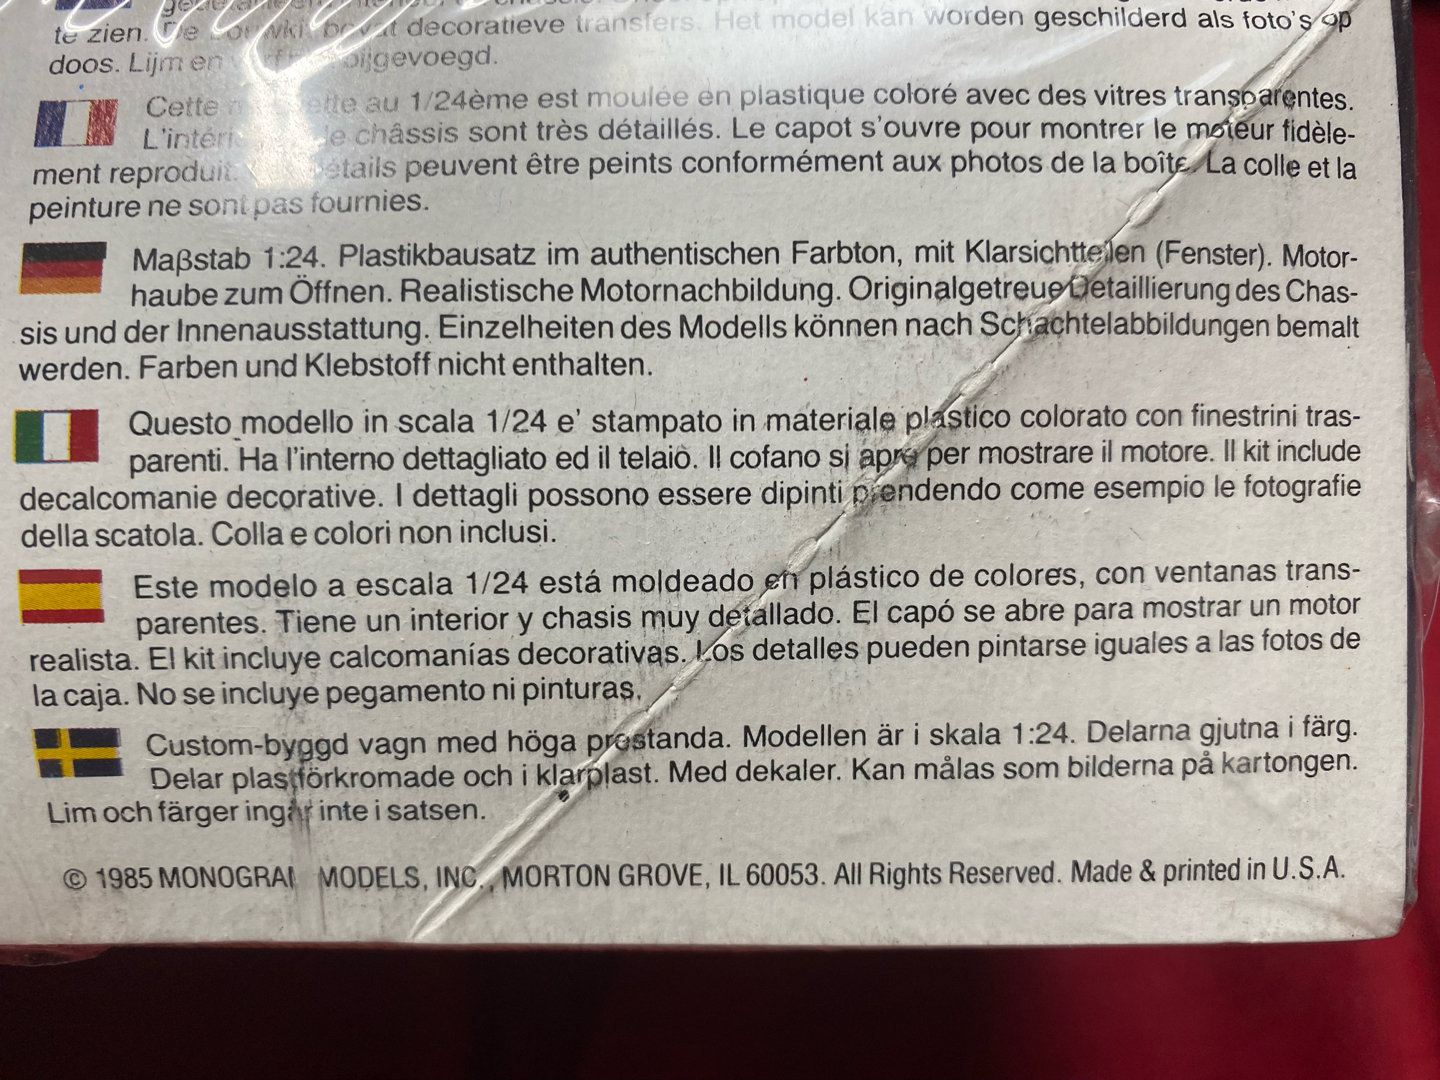 te zien. De decoratieve transfers. Het model kan worden geschilderd als foto's op
doos. Lijm en bijgevoegd.
Cette au 1/24ème est moulée en plastique coloré avec des vitres transparentes.
L'intéri châssis sont très détaillés. Le capot s'ouvre pour montrer le moteur fidèle-
ment reproduit. détails peuvent être peints conformément aux photos de la boîte. La colle et la
peinture ne sont pas fournies.
Maßstab 1:24. Plastikbausatz im authentischen Farbton, mit Klarsichtteilen (Fenster). Motor-
haube zum Öffnen. Realistische Motornachbildung. Originalgetreue Detaillierung des Chas-
sis und der Innenausstattung. Einzelheiten des Modells können nach Schachtelabbildungen bemalt
werden. Farben und Klebstoff nicht enthalten.
Questo modello in scala 1/24 e' stampato in materiale plastico colorato con finestrini tras-
parenti. Ha l'interno dettagliato ed il telaio. Il cofano si apre per mostrare il motore. Il kit include
decalcomanie decorative. I dettagli possono essere dipinti prendendo come esempio le fotografie
della scatola. Colla e colori non inclusi.
Este modelo a escala 1/24 está moldeado en plástico de colores, con ventanas trans-
parentes. Tiene un interior y chasis muy detallado. El capó se abre para mostrar un motor
realista. El kit incluye calcomanías decorativas. Los detalles pueden pintarse iguales a las fotos de
la caja. No se incluye pegamento ni pinturas.
Custom-byggd vagn med höga prestanda. Modellen är i skala 1:24. Delarna gjutna i färg.
Delar plastförkromade och i klarplast. Med dekaler. Kan målas som bilderna på kartongen.
Lim och färger ingår inte i satsen.
© 1985 MONOGRAM MODELS, INC., MORTON GROVE, IL 60053. All Rights Reserved. Made & printed in U.S.A.